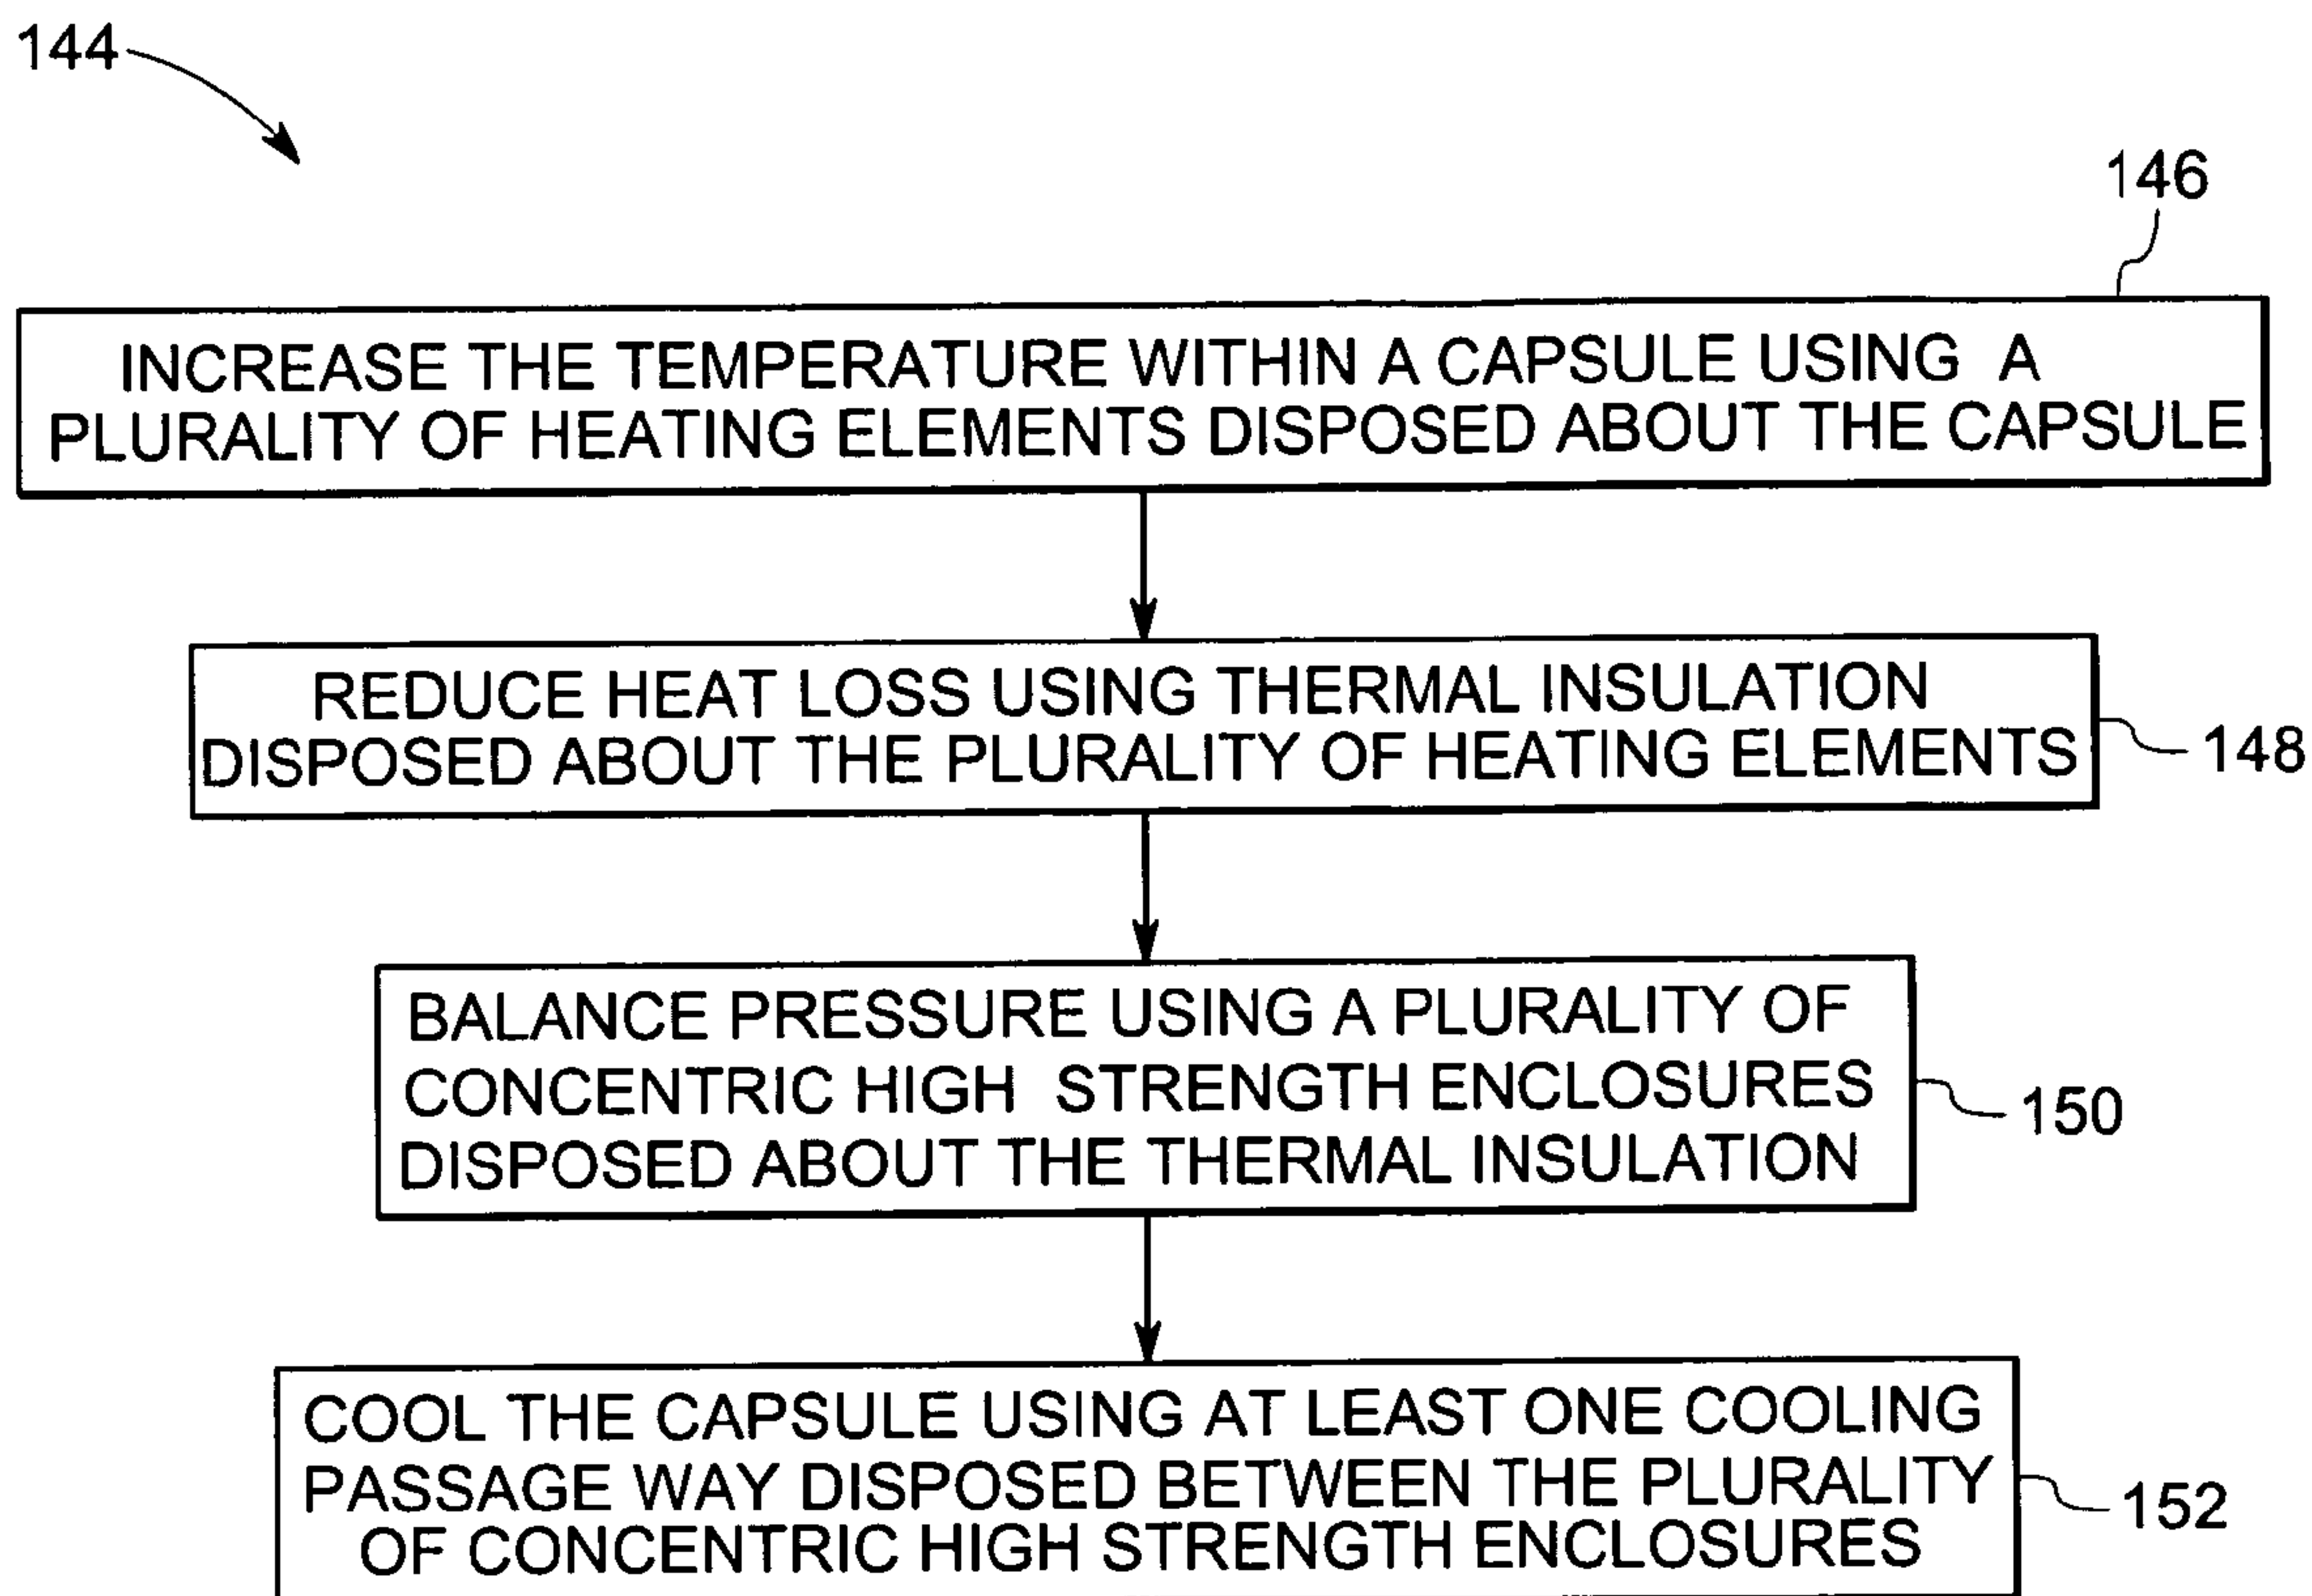 144
146
INCREASE THE TEMPERATURE WITHIN A CAPSULE USING A
PLURALITY OF HEATING ELEMENTS DISPOSED ABOUT THE CAPSULE
REDUCE HEAT LOSS USING THERMAL INSULATION
DISPOSED ABOUT THE PLURALITY OF HEATING ELEMENTS
148
BALANCE PRESSURE USING A PLURALITY OF
CONCENTRIC HIGH STRENGTH ENCLOSURES
DISPOSED ABOUT THE THERMAL INSULATION
150
COOL THE CAPSULE USING AT LEAST ONE COOLING
PASSAGE WAY DISPOSED BETWEEN THE PLURALITY
OF CONCENTRIC HIGH STRENGTH ENCLOSURES
152